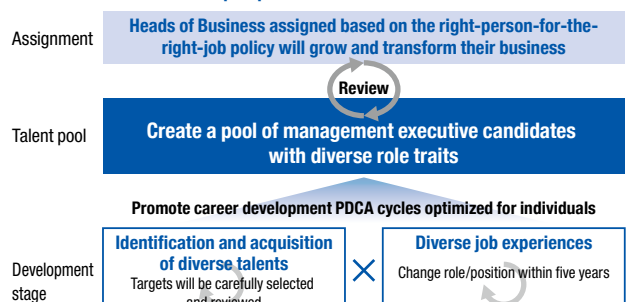 Assignment
Heads of Business assigned based on the right-person-for-the-
right-job policy will grow and transform their business
Review
Talent pool
Create a pool of management executive candidates
with diverse role traits
Promote career development PDCA cycles optimized for individuals
Development
stage
Identification and acquisition
of diverse talents
Targets will be carefully selected
and reviewed
×
Diverse job experiences
Change role/position within five years